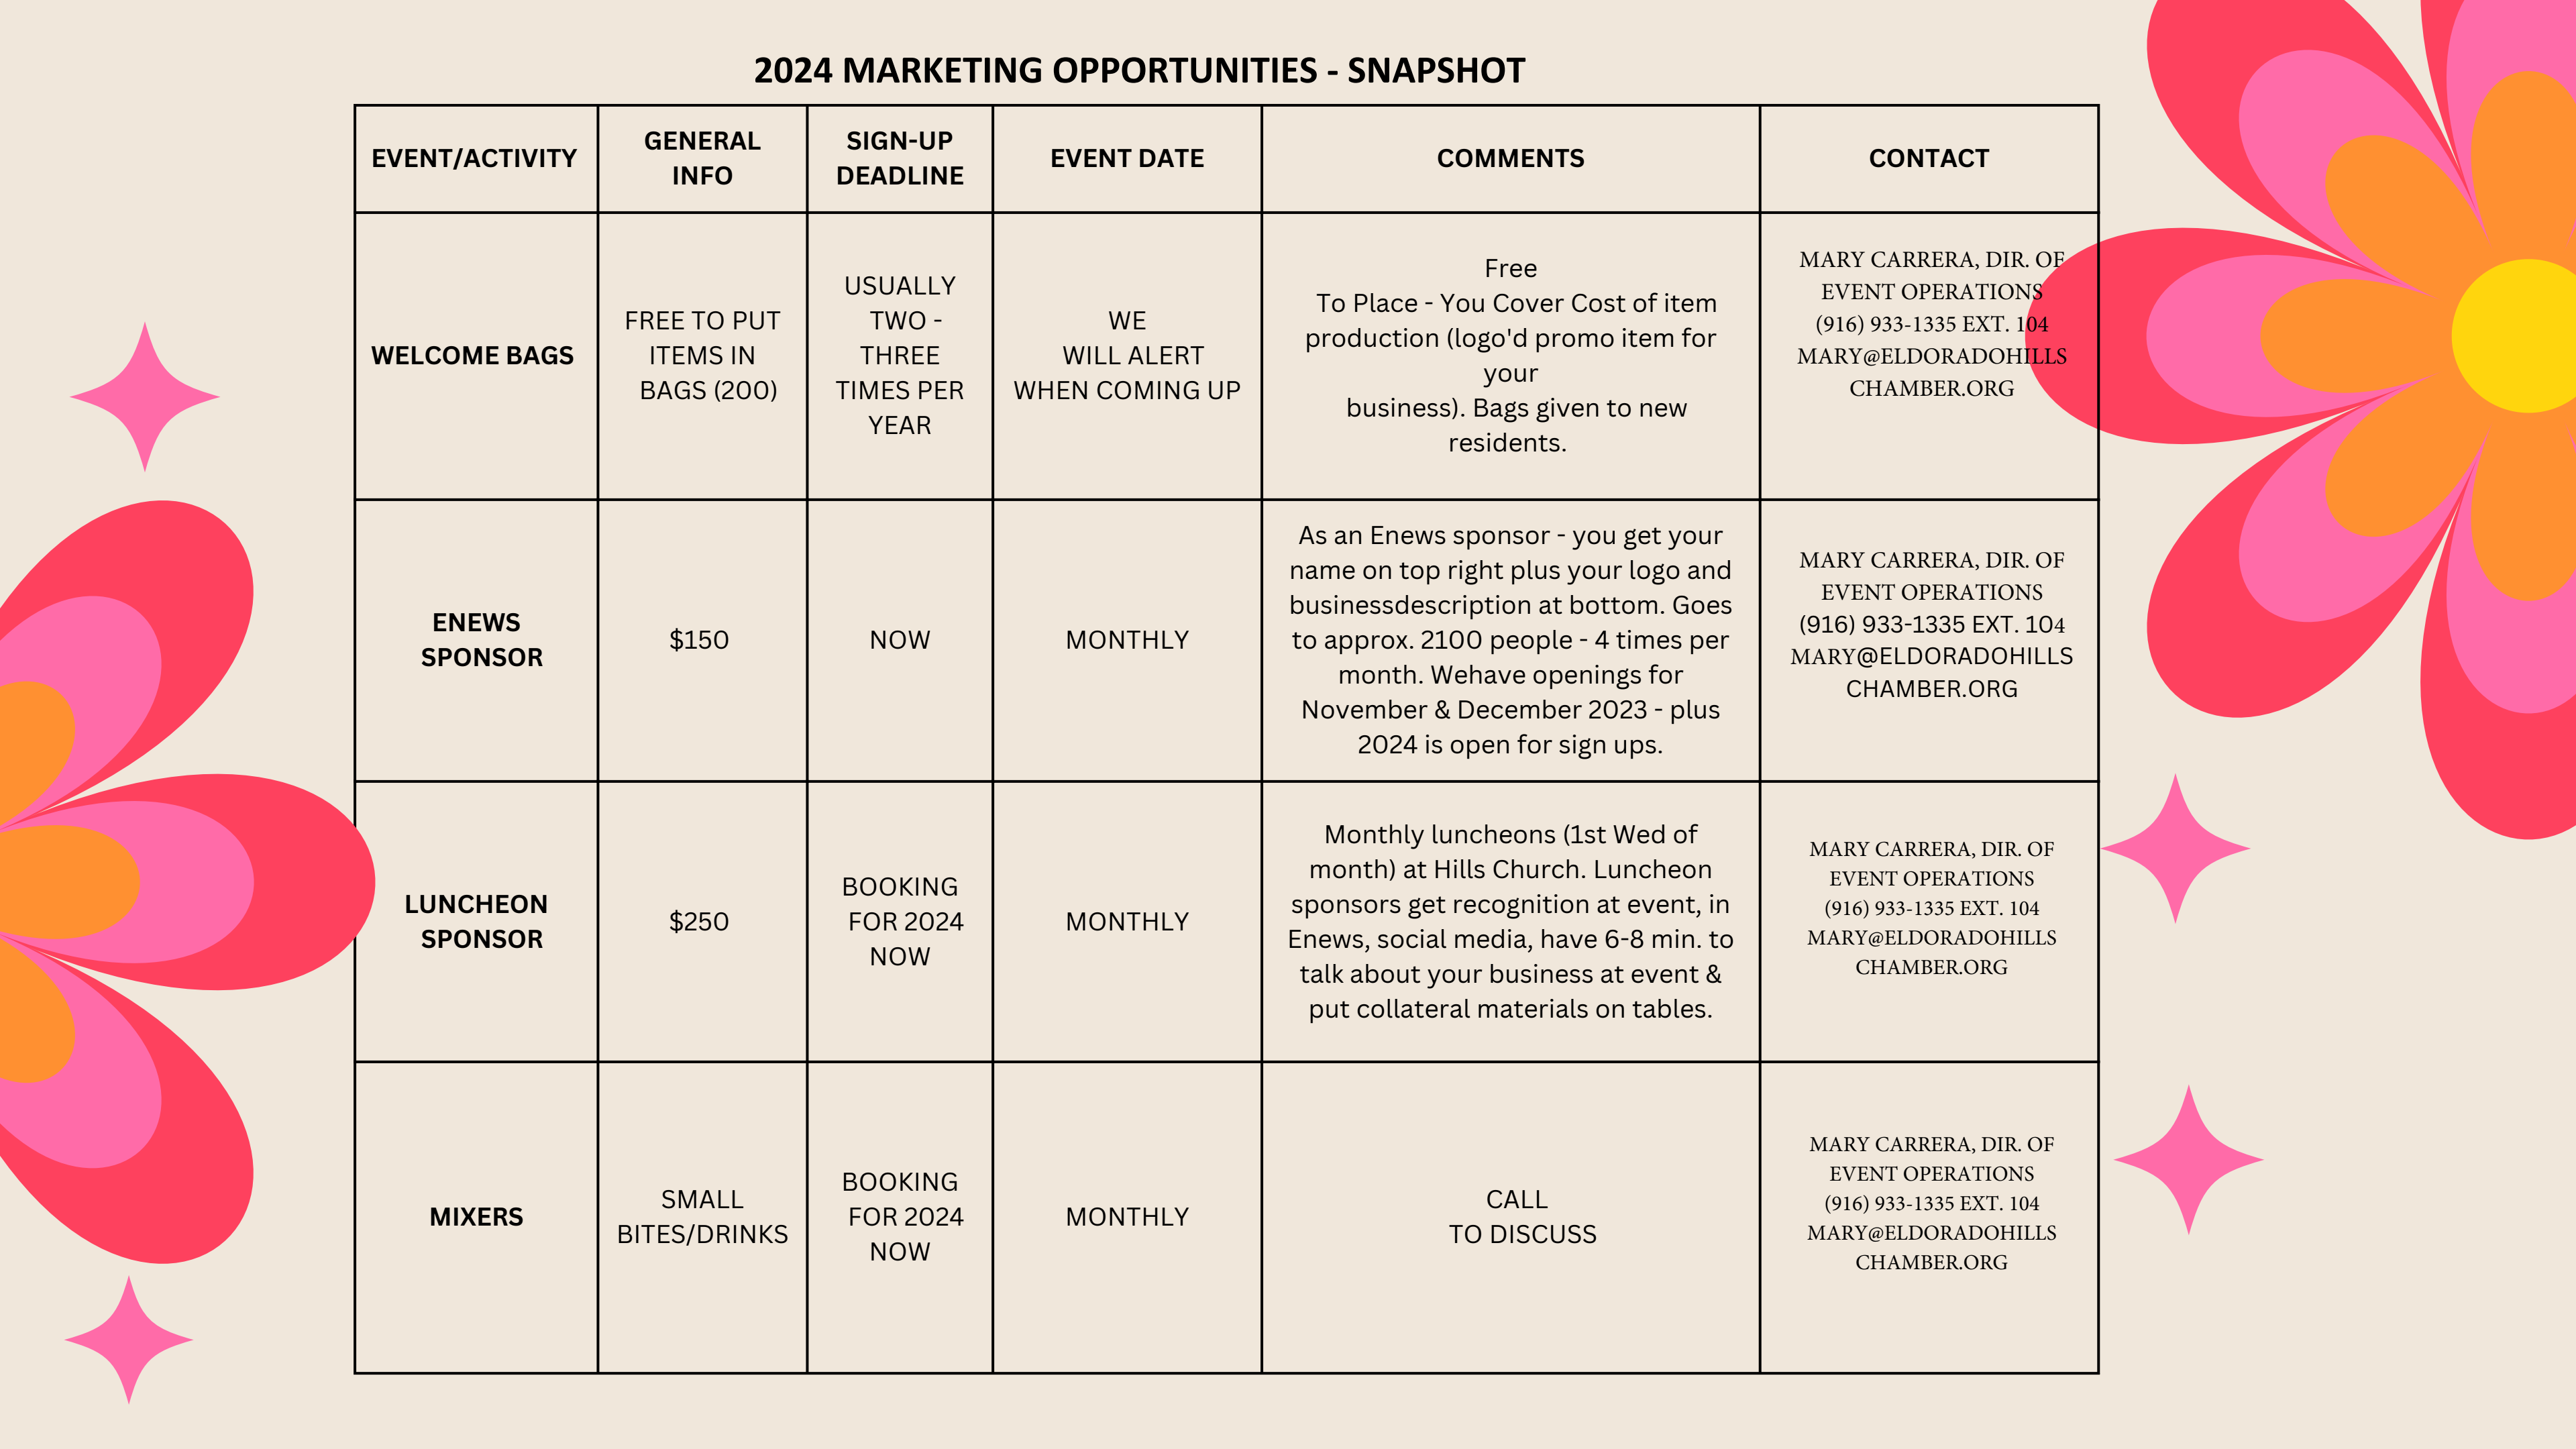 2024 MARKETING OPPORTUNITIES - SNAPSHOT
EVENT/ACTIVITY
GENERAL
INFO
SIGN-UP
DEADLINE
EVENT DATE
COMMENTS
CONTACT
WELCOME BAGS
FREE TO PUT
ITEMS IN
BAGS (200)
USUALLY
TWO -
THREE
TIMES PER
YEAR
WE
WILL ALERT
WHEN COMING UP
Free
To Place - You Cover Cost of item
production (logo'd promo item for
your
business). Bags given to new
residents.
MARY CARRERA, DIR. OF
EVENT OPERATIONS
(916) 933-1335 EXT. 104
MARY@ELDORADOHILLS
CHAMBER.ORG
ENEWS
SPONSOR
$150
NOW
MONTHLY
As an Enews sponsor - you get your
name on top right plus your logo and
businessdescription at bottom. Goes
to approx. 2100 people - 4 times per
month. Wehave openings for
November & December 2023 - plus
2024 is open for sign ups.
MARY CARRERA, DIR. OF
EVENT OPERATIONS
(916) 933-1335 EXT. 104
MARY@ELDORADOHILLS
CHAMBER.ORG
LUNCHEON
SPONSOR
$250
BOOKING
FOR 2024
NOW
MONTHLY
Monthly luncheons (1st Wed of
month) at Hills Church. Luncheon
sponsors get recognition at event, in
Enews, social media, have 6-8 min. to
talk about your business at event &
put collateral materials on tables.
MARY CARRERA, DIR. OF
EVENT OPERATIONS
(916) 933-1335 EXT. 104
MARY@ELDORADOHILLS
CHAMBER.ORG
MIXERS
SMALL
BITES/DRINKS
BOOKING
FOR 2024
NOW
MONTHLY
CALL
TO DISCUSS
MARY CARRERA, DIR. OF
EVENT OPERATIONS
(916) 933-1335 EXT. 104
MARY@ELDORADOHILLS
CHAMBER.ORG